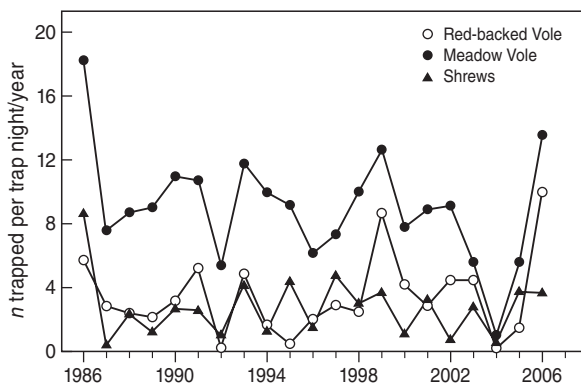 n trapped per trap night/year
20
16
12
8
4
0
Red-backed Vole
Meadow Vole
Shrews
1986 1990 1994 1998 2002 2006